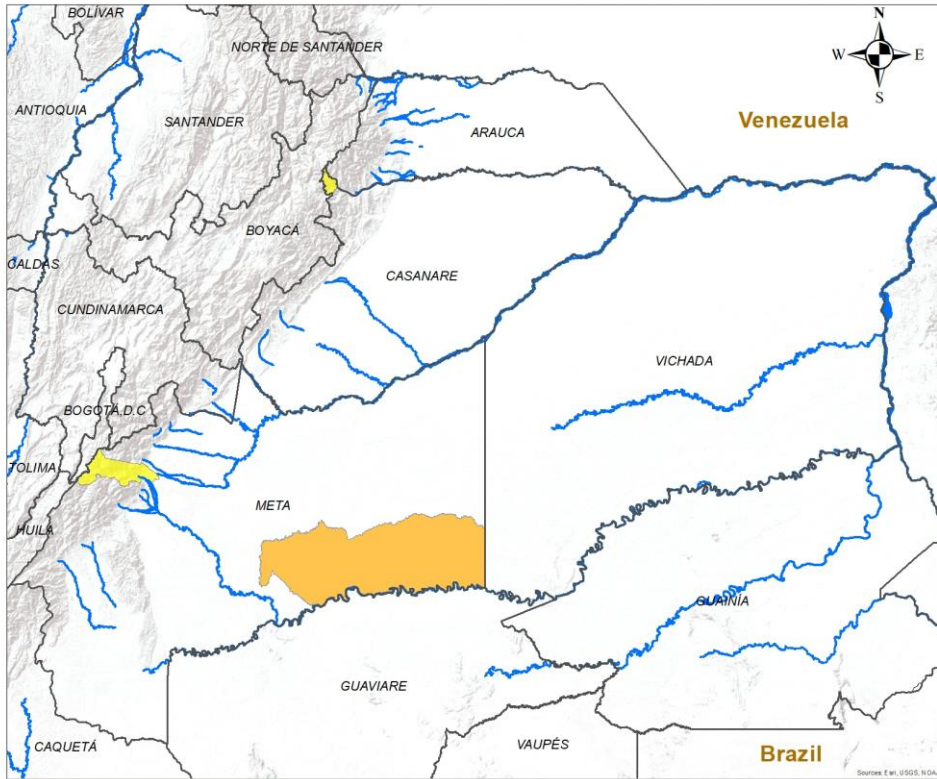 BOLÍVAR
N
NORTE DE SANTANDER
W E
S
ANTIOQUIA
SANTANDER
ARAUCA
Venezuela
BOYACÁ
CALDAS
CASANARE
CUNDINAMARCA
VICHADA
BOGOTÁ,D.C
TOLIMA
META
HUILA
GUAINÍA
GUAVIARE
CAQUETÁ
VAUPÉS
Brazil
Sources: Esri, USGS, NOAA